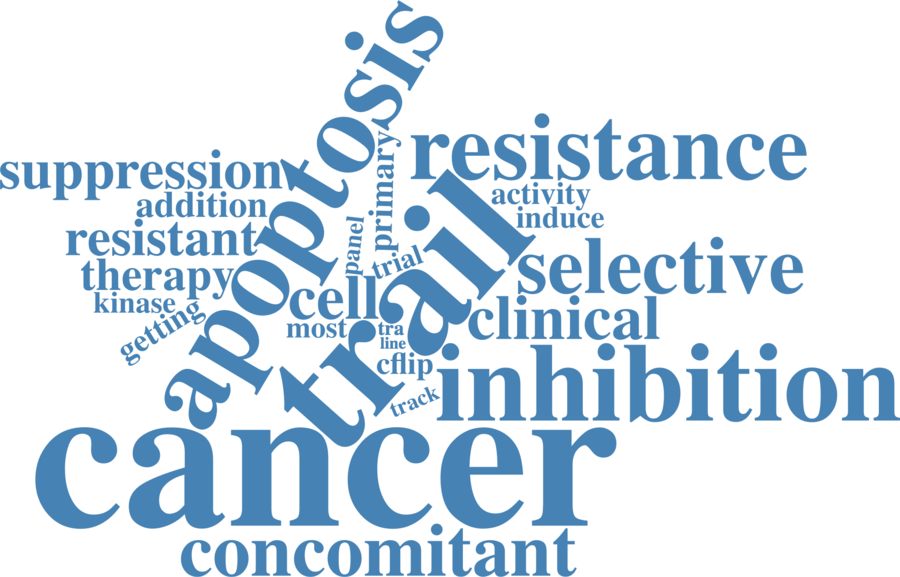 apoptosis
resistance
suppression
primary
activity
addition
induce
resistant
panel
trail
selective
therapy
trial
cell
kinase
clinical
getting
most
tra
line
cflip
inhibition
track
cancer
concomitant